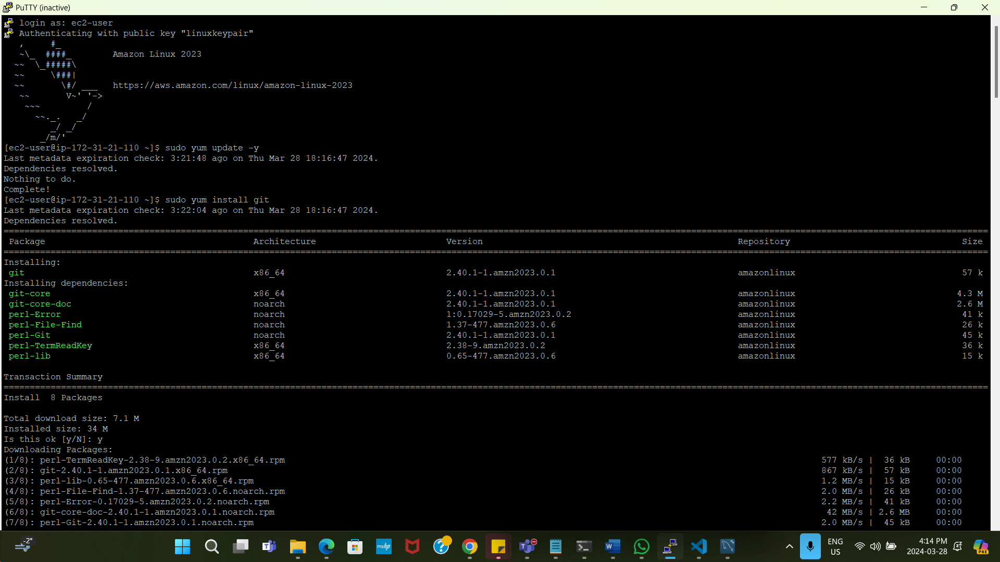 PuTTY (inactive)
login as: ec2-user
Authenticating with public key "linuxkeypair"
   ,     #_
   ~\_  ####_        Amazon Linux 2023
  ~~  \_#####\
  ~~     \###|
  ~~       \#/ ___   https://aws.amazon.com/linux/amazon-linux-2023
   ~~       V~' '->
    ~~~         /
      ~~._.   _/
         _/ _/
       _/m/'
[ec2-user@ip-172-31-21-110 ~]$ sudo yum update -y
Last metadata expiration check: 3:21:48 ago on Thu Mar 28 18:16:47 2024.
Dependencies resolved.
Nothing to do.
Complete!
[ec2-user@ip-172-31-21-110 ~]$ sudo yum install git
Last metadata expiration check: 3:22:04 ago on Thu Mar 28 18:16:47 2024.
Dependencies resolved.
Package Architecture Version Repository Size
Installing:
git x86_64 2.40.1-1.amzn2023.0.1 amazonlinux 57 k
Installing dependencies:
git-core x86_64 2.40.1-1.amzn2023.0.1 amazonlinux 4.3 M
git-core-doc noarch 2.40.1-1.amzn2023.0.1 amazonlinux 2.6 M
perl-Error noarch 1:0.17029-5.amzn2023.0.2 amazonlinux 41 k
perl-File-Find noarch 1.37-477.amzn2023.0.6 amazonlinux 26 k
perl-Git noarch 2.40.1-1.amzn2023.0.1 amazonlinux 45 k
perl-TermReadKey x86_64 2.38-9.amzn2023.0.2 amazonlinux 36 k
perl-lib x86_64 0.65-477.amzn2023.0.6 amazonlinux 15 k
Transaction Summary
Install  8 Packages
Total download size: 7.1 M
Installed size: 34 M
Is this ok [y/N]: y
Downloading Packages:
(1/8): perl-TermReadKey-2.38-9.amzn2023.0.2.x86_64.rpm 577 kB/s |  36 kB 00:00
(2/8): git-2.40.1-1.amzn2023.0.1.x86_64.rpm 867 kB/s |  57 kB 00:00
(3/8): perl-lib-0.65-477.amzn2023.0.6.x86_64.rpm 1.2 MB/s |  15 kB 00:00
(4/8): perl-File-Find-1.37-477.amzn2023.0.6.noarch.rpm 2.0 MB/s |  26 kB 00:00
(5/8): perl-Error-0.17029-5.amzn2023.0.2.noarch.rpm 2.2 MB/s |  41 kB 00:00
(6/8): git-core-doc-2.40.1-1.amzn2023.0.1.noarch.rpm 42 MB/s | 2.6 MB 00:00
(7/8): perl-Git-2.40.1-1.amzn2023.0.1.noarch.rpm 2.0 MB/s |  45 kB 00:00
-2°
myhp
ENG
US
4:14 PM
2024-03-28
PRE